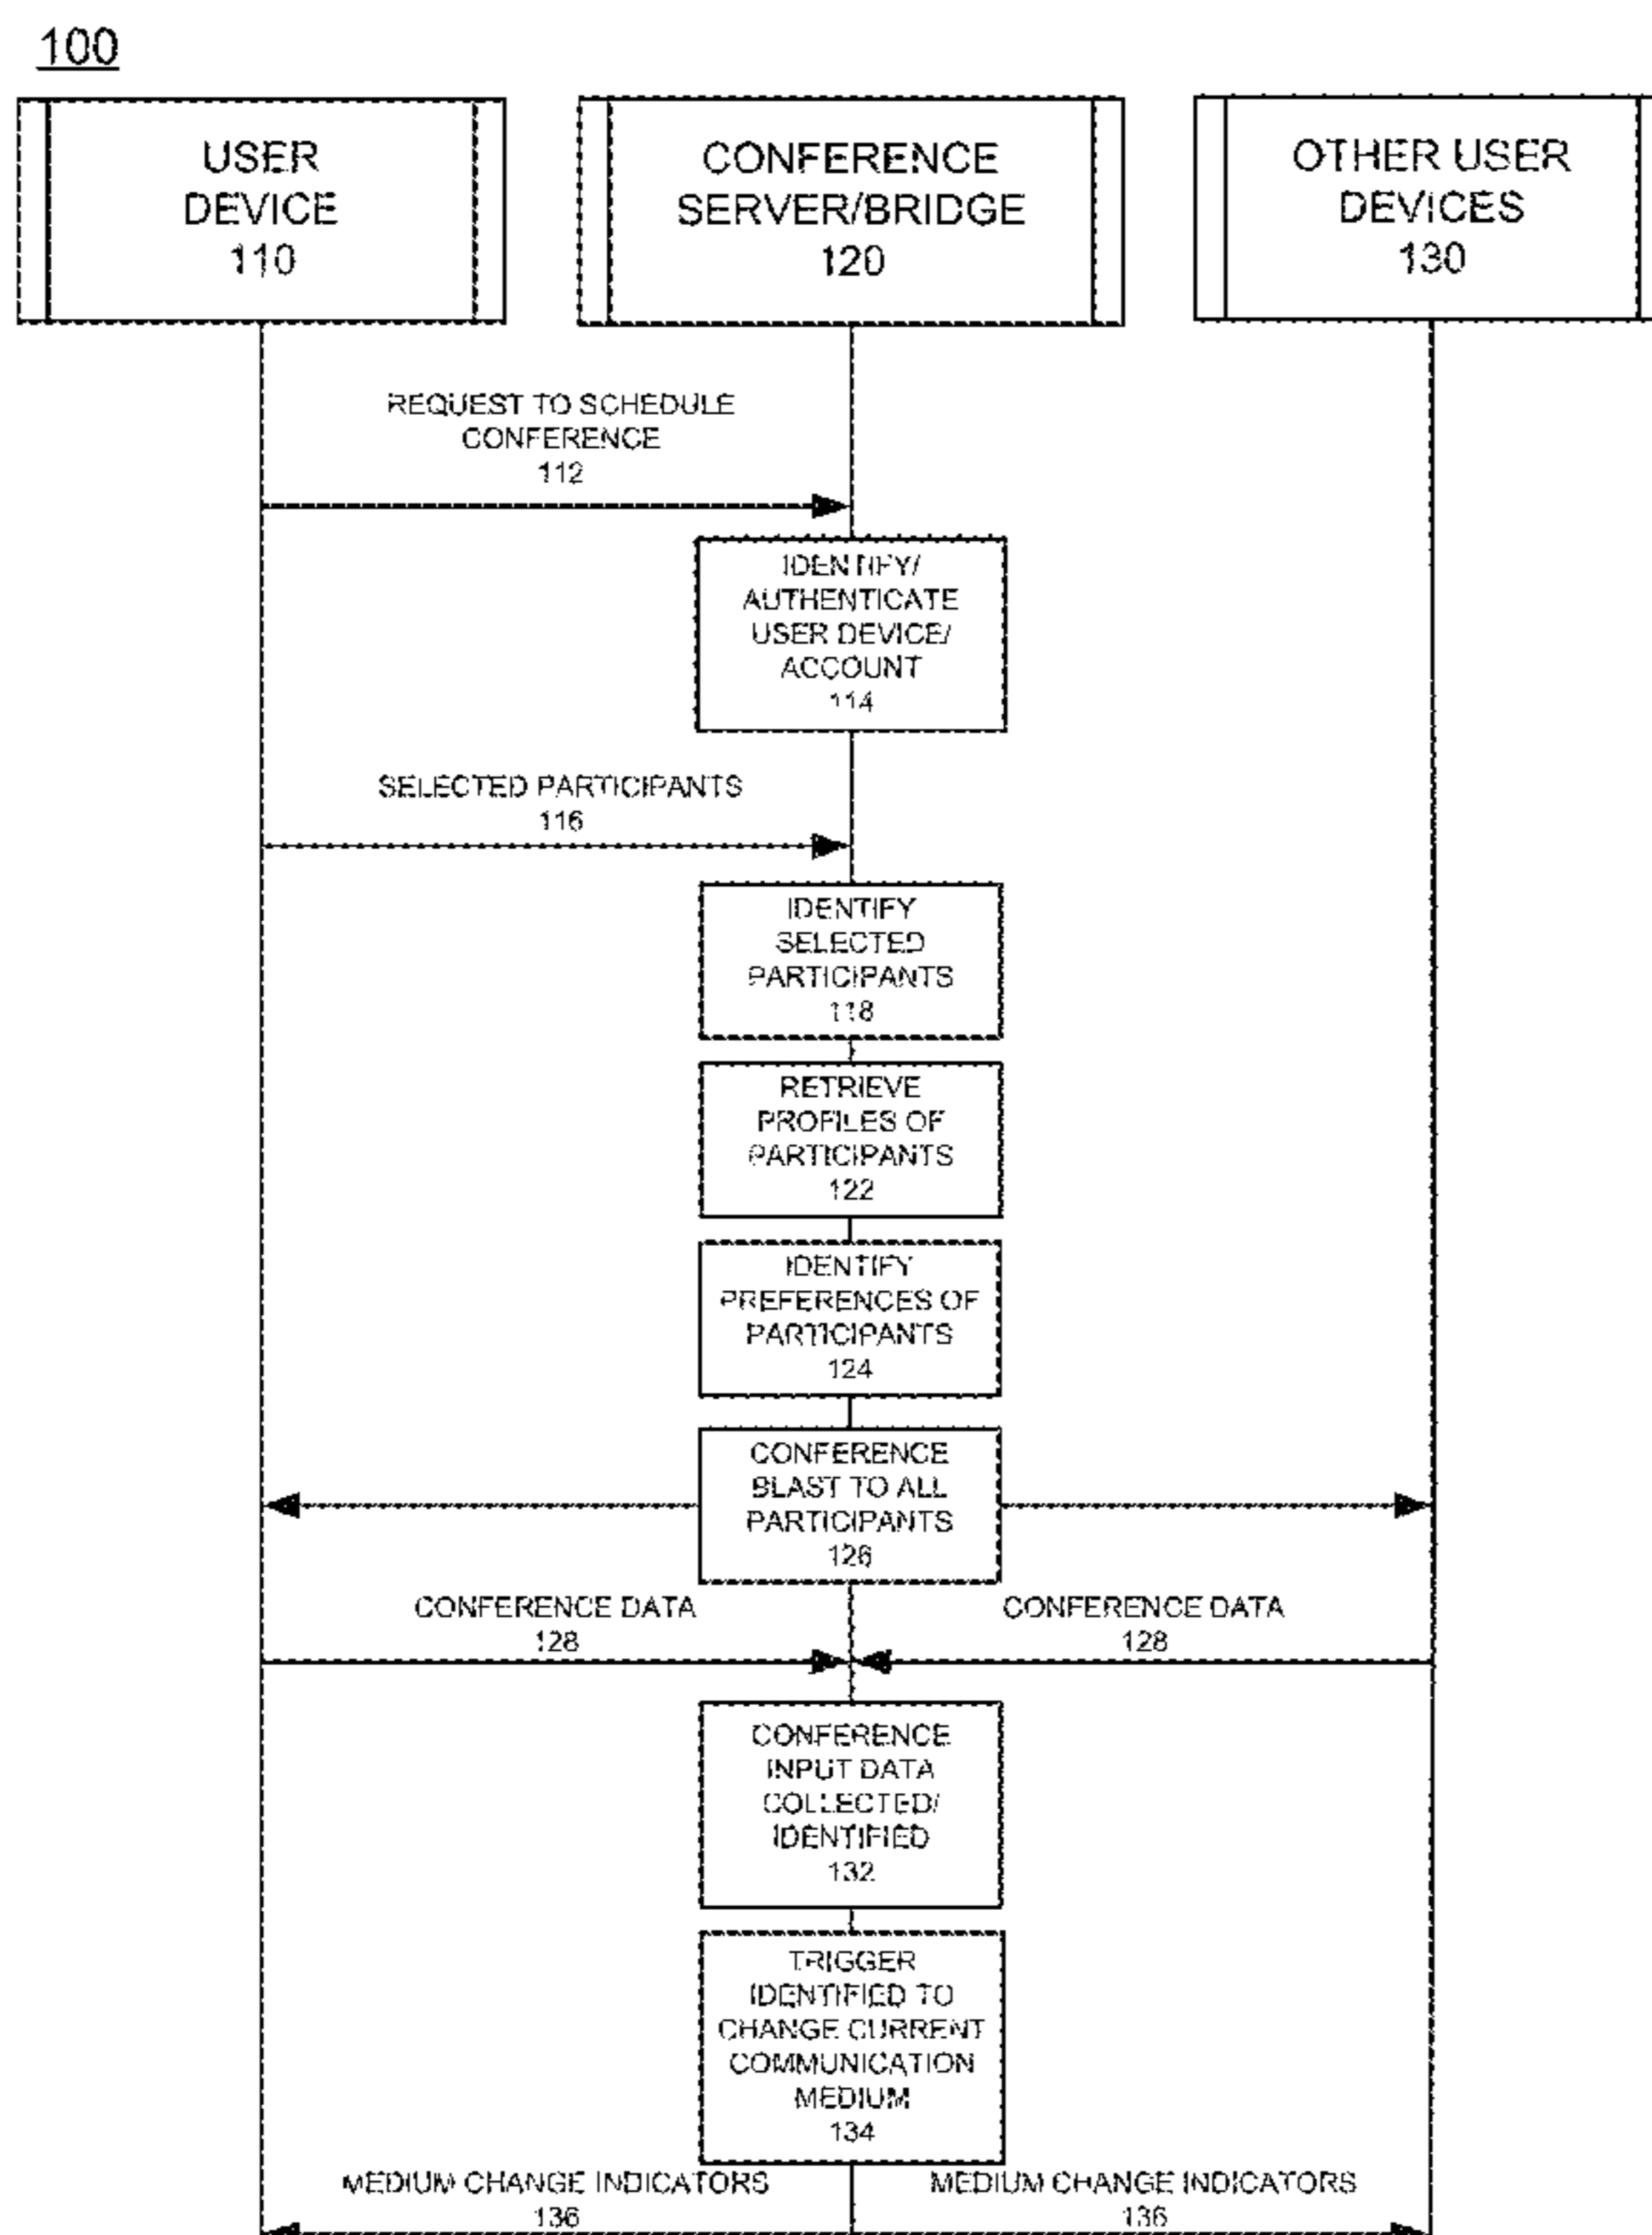 100
USER
DEVICE
110
CONFERENCE
SERVER/BRIDGE
120
OTHER USER
DEVICES
130
REQUEST TO SCHEDULE
CONFERENCE
112
IDENTIFY/
AUTHENTICATE
USER DEVICE/
ACCOUNT
114
SELECTED PARTICIPANTS
116
IDENTIFY
SELECTED
PARTICIPANTS
118
RETRIEVE
PROFILES OF
PARTICIPANTS
122
IDENTIFY
PREFERENCES OF
PARTICIPANTS
124
CONFERENCE
BLAST TO ALL
PARTICIPANTS
126
CONFERENCE DATA
128
CONFERENCE DATA
128
CONFERENCE
INPUT DATA
COLLECTED/
IDENTIFIED
132
TRIGGER
IDENTIFIED TO
CHANGE CURRENT
COMMUNICATION
MEDIUM
134
MEDIUM CHANGE INDICATORS
136
MEDIUM CHANGE INDICATORS
136